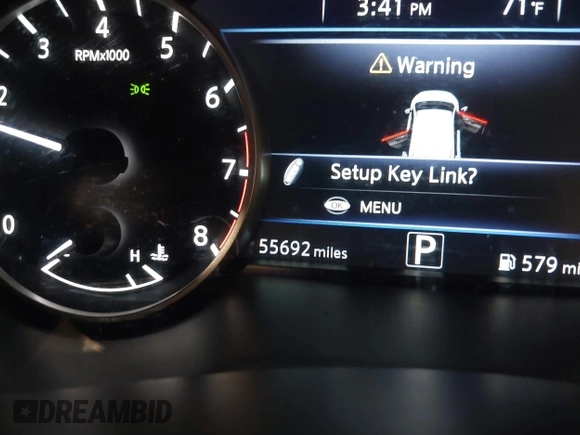 3:41 PM 71°F
3 4 5
RPMx1000
2 6
Warning
7
Setup Key Link?
OK MENU
0 8
H
55692 miles P 579 mi
DREAMBID